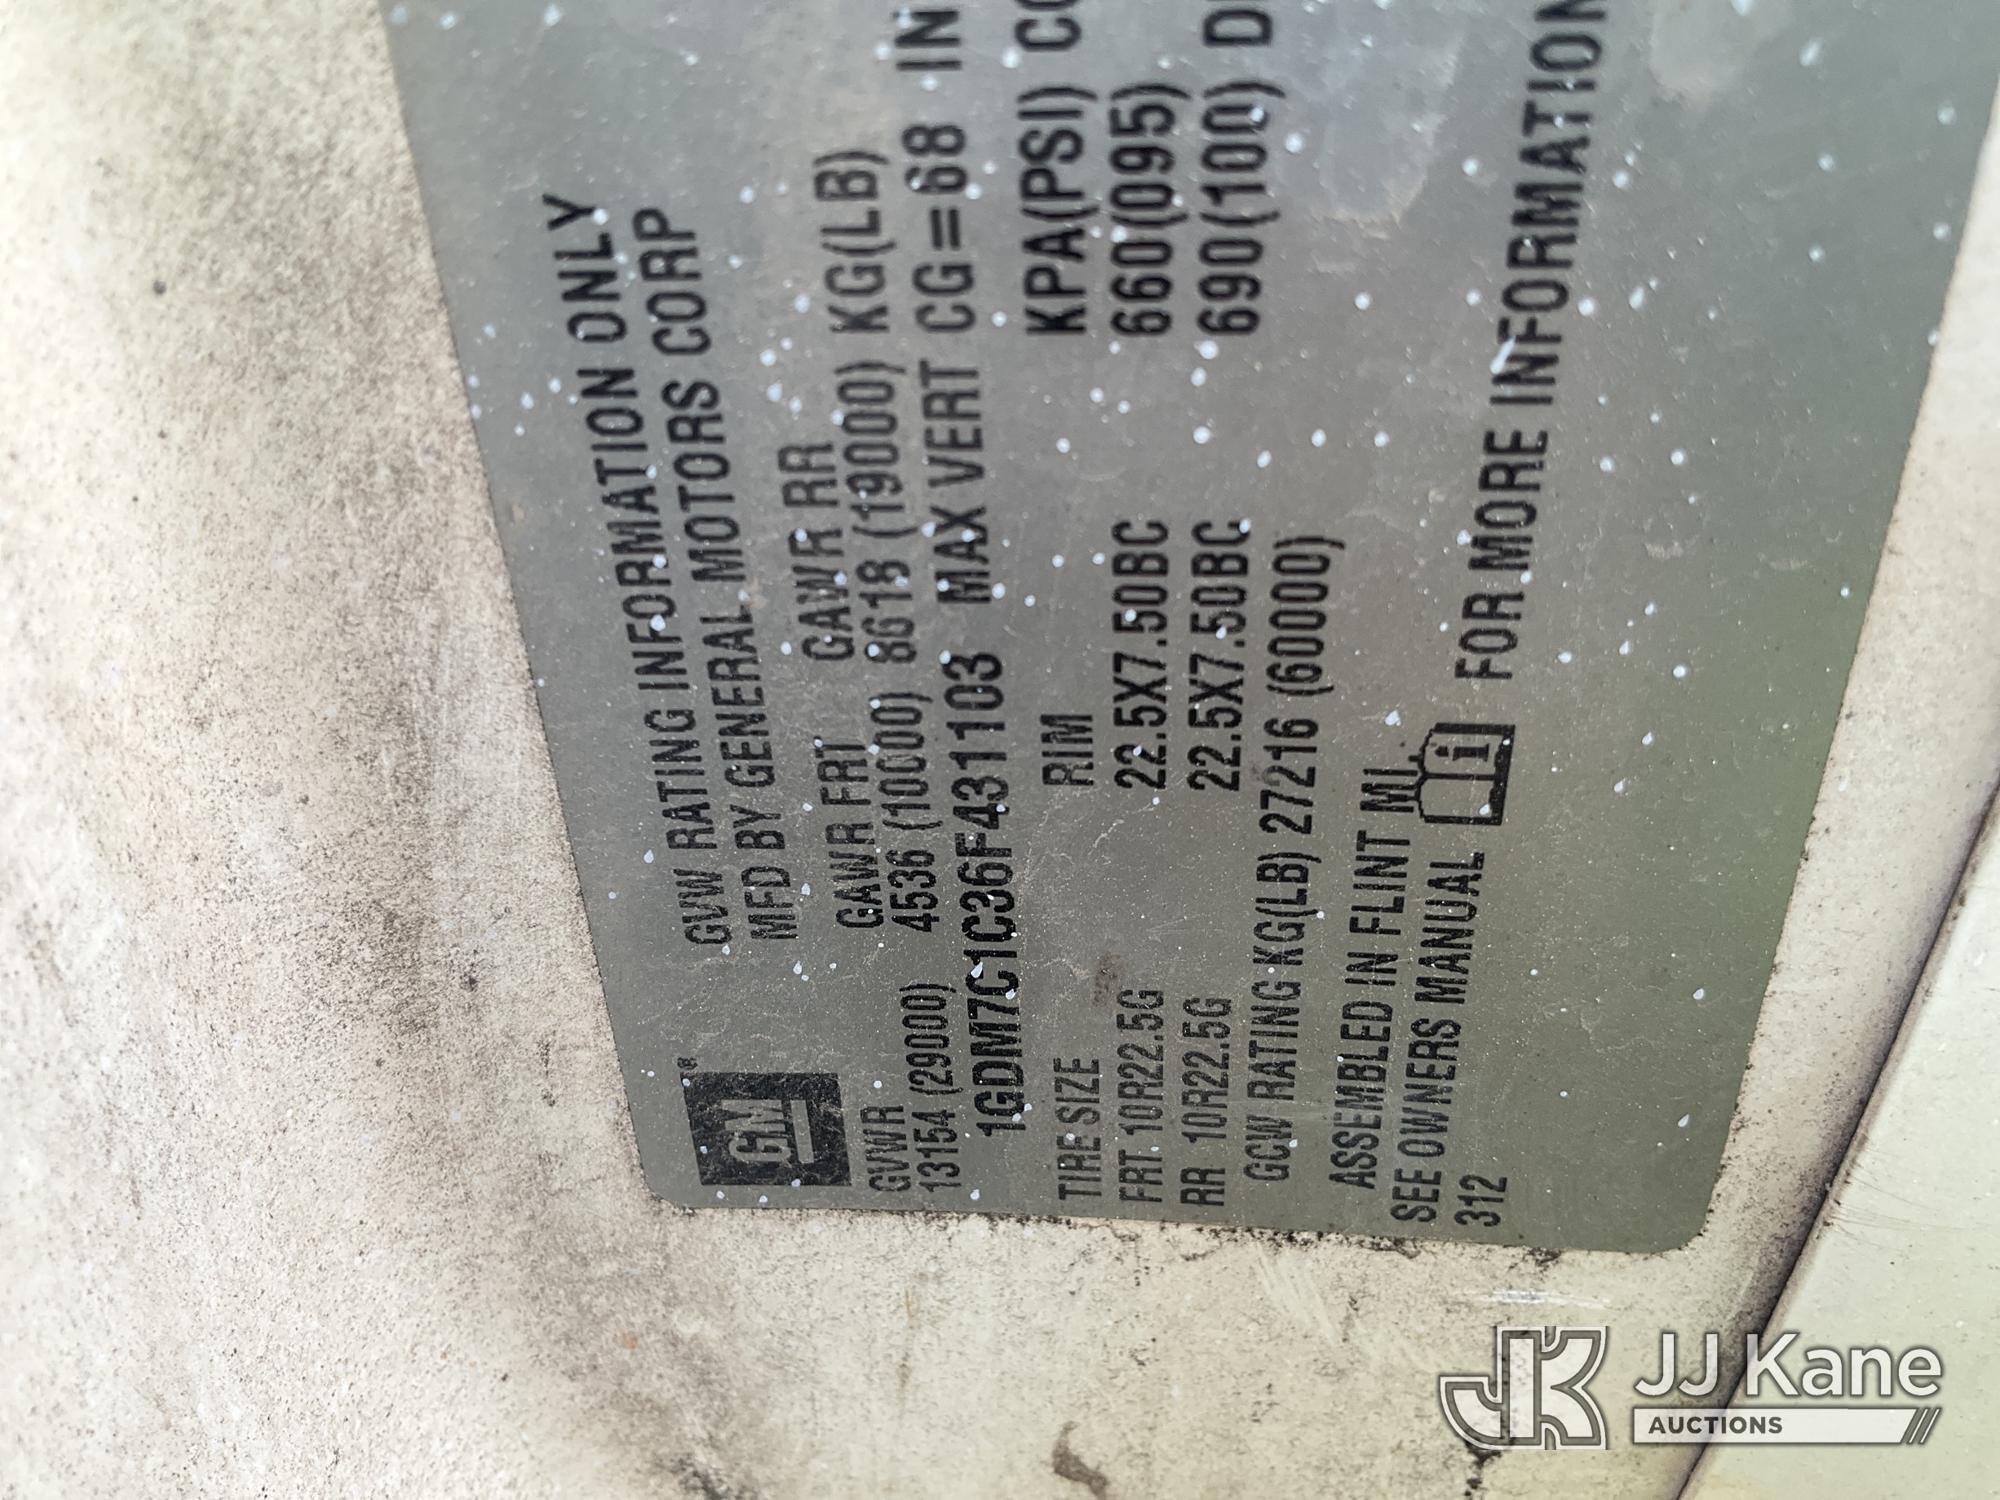 GVW RATING INFORMATION ONLY
MFD BY GENERAL MOTORS CORP
GM®
GVWR GAWR FRT GAWR RR
13154 (29000) 4536 (10000) 8618 (19000) KG(LB)
1GDM7C1C36F431103 MAX VERT CG=68 IN
TIRE SIZE RIM KPA(PSI)
FRT 10R22.5G 22.5X7.50BC 660(095)
RR 10R22.5G 22.5X7.50BC 690(100)
GCW RATING KG(LB) 27216 (60000)
ASSEMBLED IN FLINT MI.
SEE OWNERS MANUAL i FOR MORE INFORMATION
312
JK JJ Kane
AUCTIONS